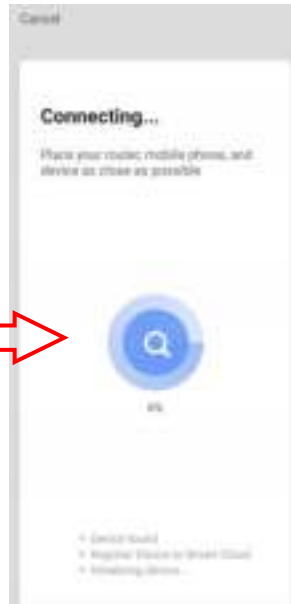 Cancel
Connecting...
Place your router, mobile phone, and
device as close as possible
Device found
Register Device to Smart Cloud
Initializing device...